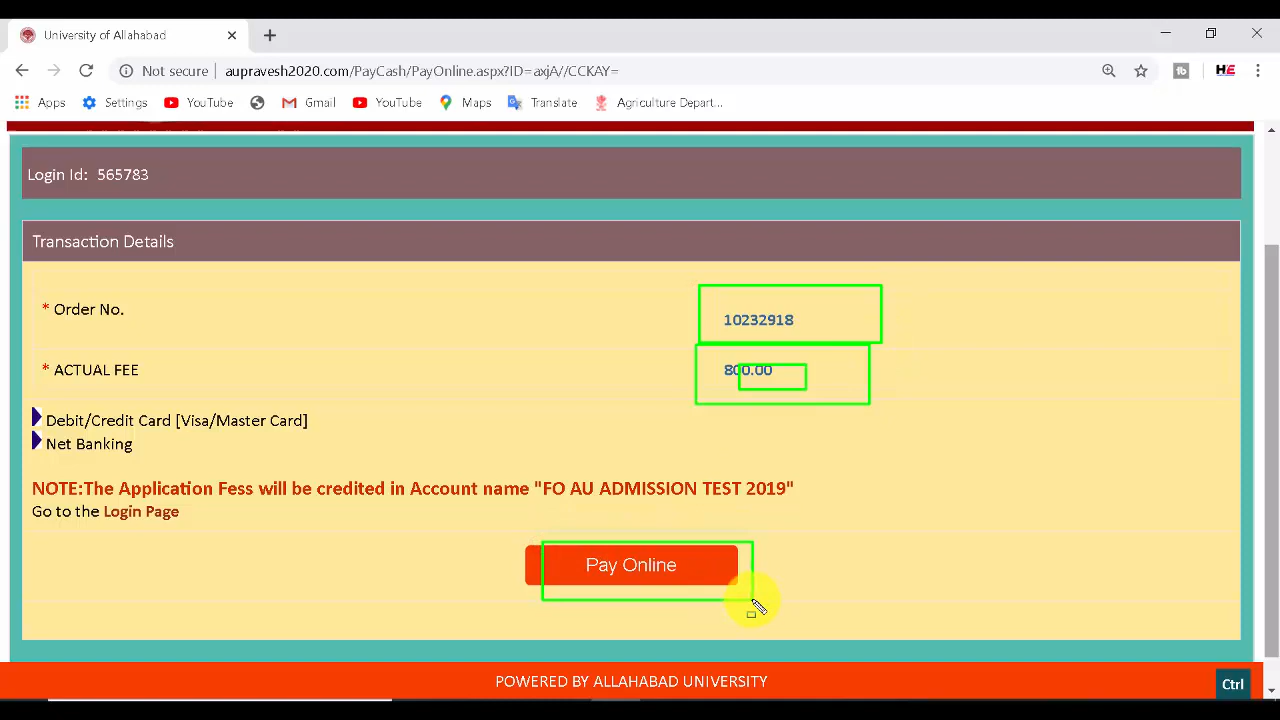 University of Allahabad
Not secure
aupravesh2020.com/PayCash/PayOnline.aspx?ID=axjA//CCKAY=
Apps Settings YouTube Gmail YouTube Maps Translate Agriculture Depart...
Login Id: 565783
Transaction Details
* Order No. 10232918
* ACTUAL FEE 800.00
Debit/Credit Card [Visa/Master Card]
Net Banking
NOTE:The Application Fess will be credited in Account name "FO AU ADMISSION TEST 2019"
Go to the Login Page
Pay Online
POWERED BY ALLAHABAD UNIVERSITY
Ctrl